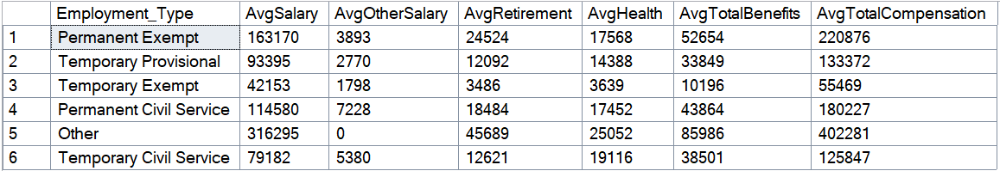 Employment_Type AvgSalary AvgOtherSalary AvgRetirement AvgHealth AvgTotalBenefits AvgTotalCompensation
1 Permanent Exempt 163170 3893 24524 17568 52654 220876
2 Temporary Provisional 93395 2770 12092 14388 33849 133372
3 Temporary Exempt 42153 1798 3486 3639 10196 55469
4 Permanent Civil Service 114580 7228 18484 17452 43864 180227
5 Other 316295 0 45689 25052 85986 402281
6 Temporary Civil Service 79182 5380 12621 19116 38501 125847